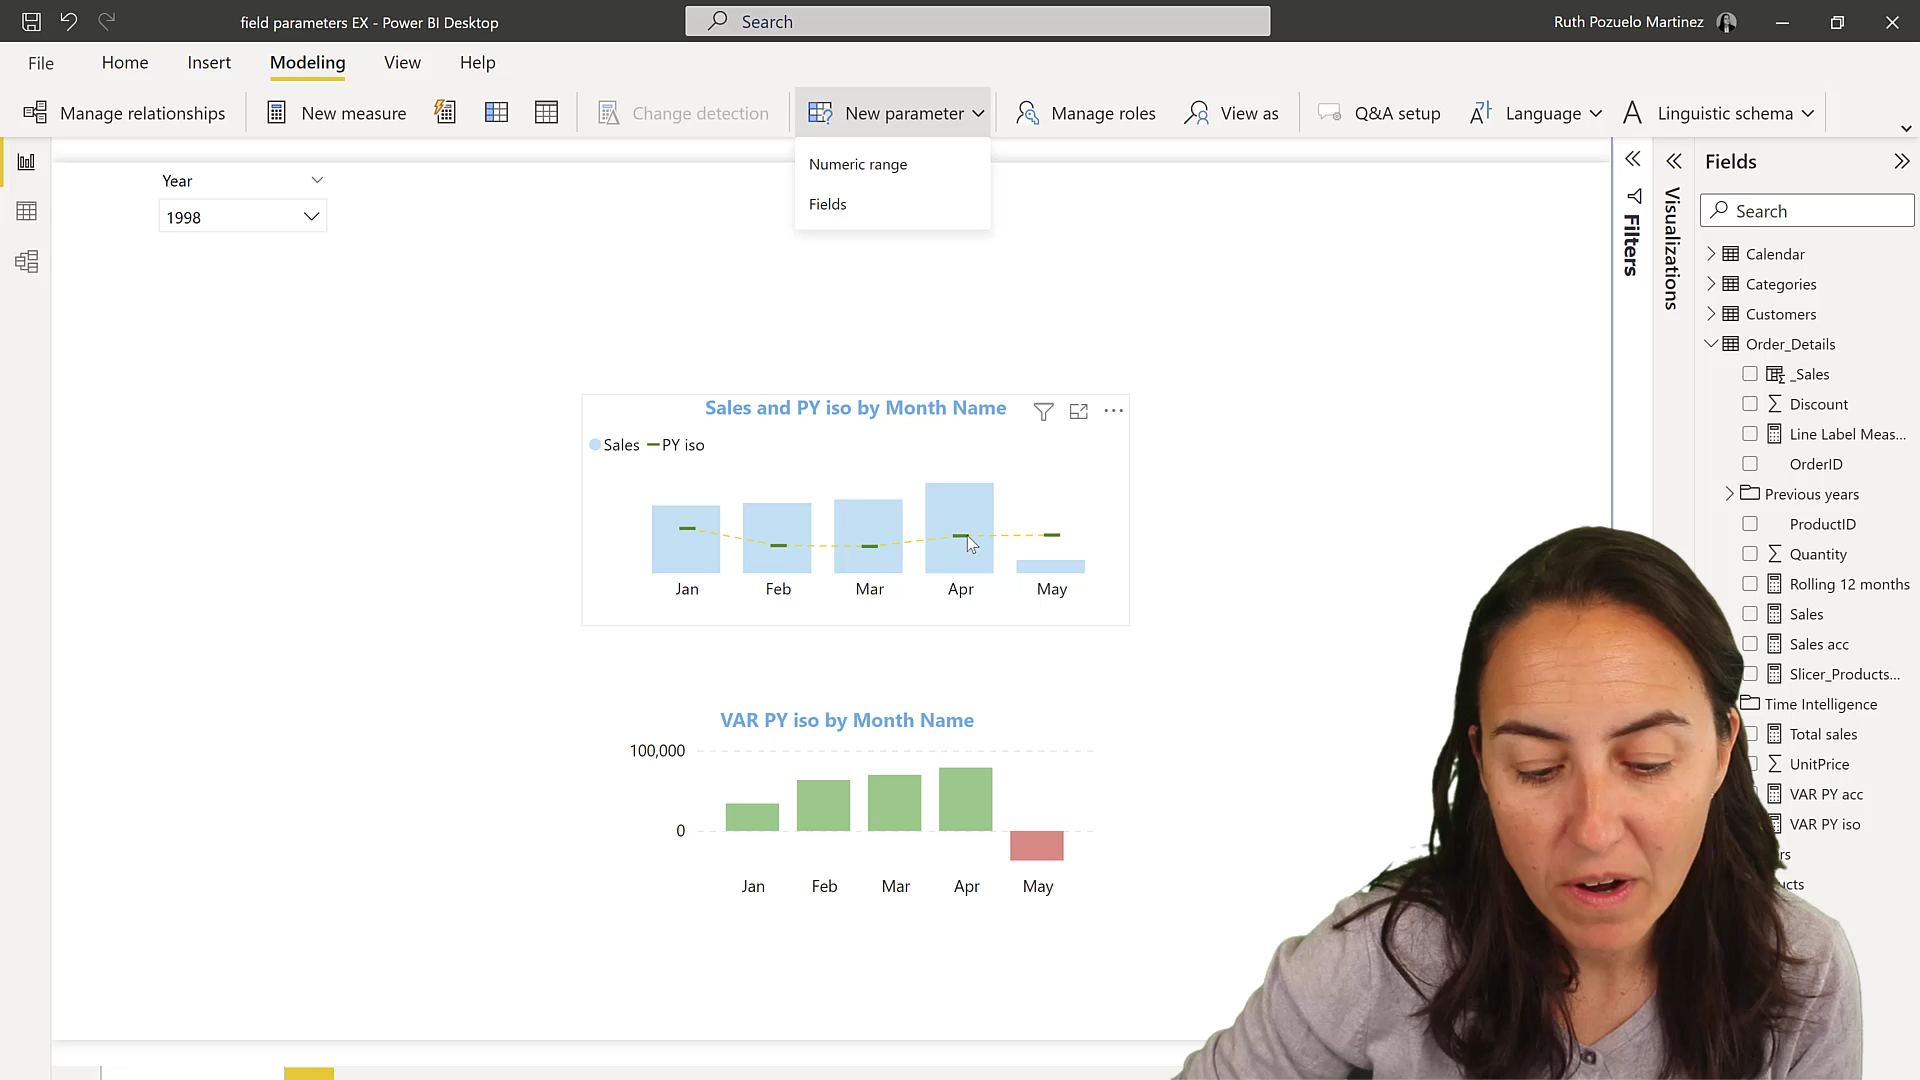 field parameters EX - Power BI Desktop
Search
Ruth Pozuelo Martinez
File
Home
Insert
Modeling
View
Help
Manage relationships
New measure
Change detection
New parameter
Manage roles
View as
Q&A setup
Language
Linguistic schema
Numeric range
Fields
Year
1998
Sales and PY iso by Month Name
Sales
PY iso
Jan
Feb
Mar
Apr
May
VAR PY iso by Month Name
100,000
0
Jan
Feb
Mar
Apr
May
Filters
Visualizations
Fields
Search
Calendar
Categories
Customers
Order_Details
_Sales
Discount
Line Label Meas...
OrderID
Previous years
ProductID
Quantity
Rolling 12 months
Sales
Sales acc
Slicer_Products...
Time Intelligence
Total sales
UnitPrice
VAR PY acc
VAR PY iso